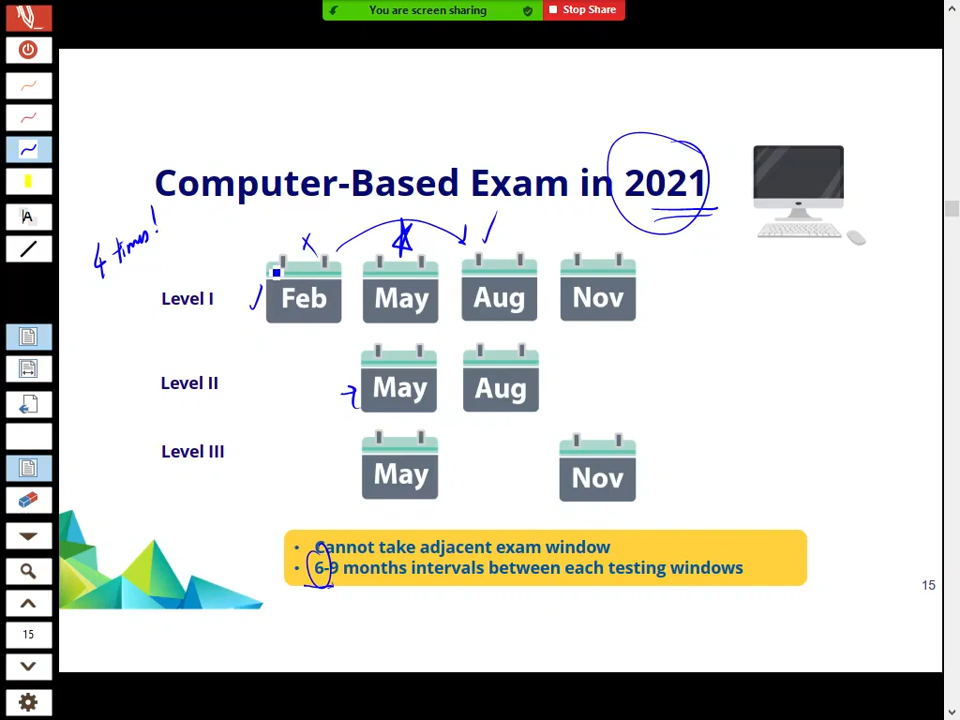 You are screen sharing Stop Share
Computer-Based Exam in 2021
4 times!
Level I Feb May Aug Nov
Level II May Aug
Level III May Nov
• Cannot take adjacent exam window
• 6-9 months intervals between each testing windows
15
15
A